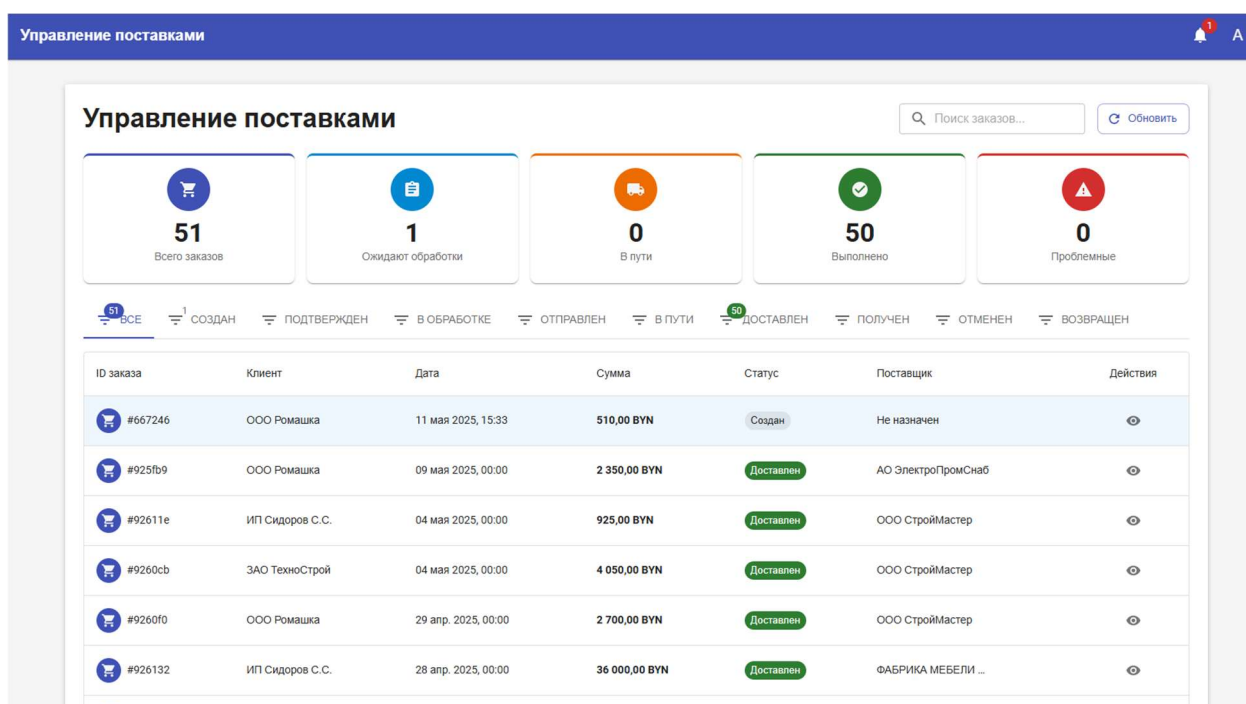 Управление поставками
1
A
Управление поставками
Поиск заказов...
Обновить
51
Всего заказов
1
Ожидают обработки
0
В пути
50
Выполнено
0
Проблемные
51
ВСЕ
1
СОЗДАН
ПОДТВЕРЖДЕН
В ОБРАБОТКЕ
ОТПРАВЛЕН
В ПУТИ
50
ДОСТАВЛЕН
ПОЛУЧЕН
ОТМЕНЕН
ВОЗВРАЩЕН
ID заказа Клиент Дата Сумма Статус Поставщик Действия
#667246 ООО Ромашка 11 мая 2025, 15:33 510,00 BYN Создан Не назначен
#925fb9 ООО Ромашка 09 мая 2025, 00:00 2 350,00 BYN Доставлен АО ЭлектроПромСнаб
#92611e ИП Сидоров С.С. 04 мая 2025, 00:00 925,00 BYN Доставлен ООО СтройМастер
#9260cb ЗАО ТехноСтрой 04 мая 2025, 00:00 4 050,00 BYN Доставлен ООО СтройМастер
#9260f0 ООО Ромашка 29 апр. 2025, 00:00 2 700,00 BYN Доставлен ООО СтройМастер
#926132 ИП Сидоров С.С. 28 апр. 2025, 00:00 36 000,00 BYN Доставлен ФАБРИКА МЕБЕЛИ ...